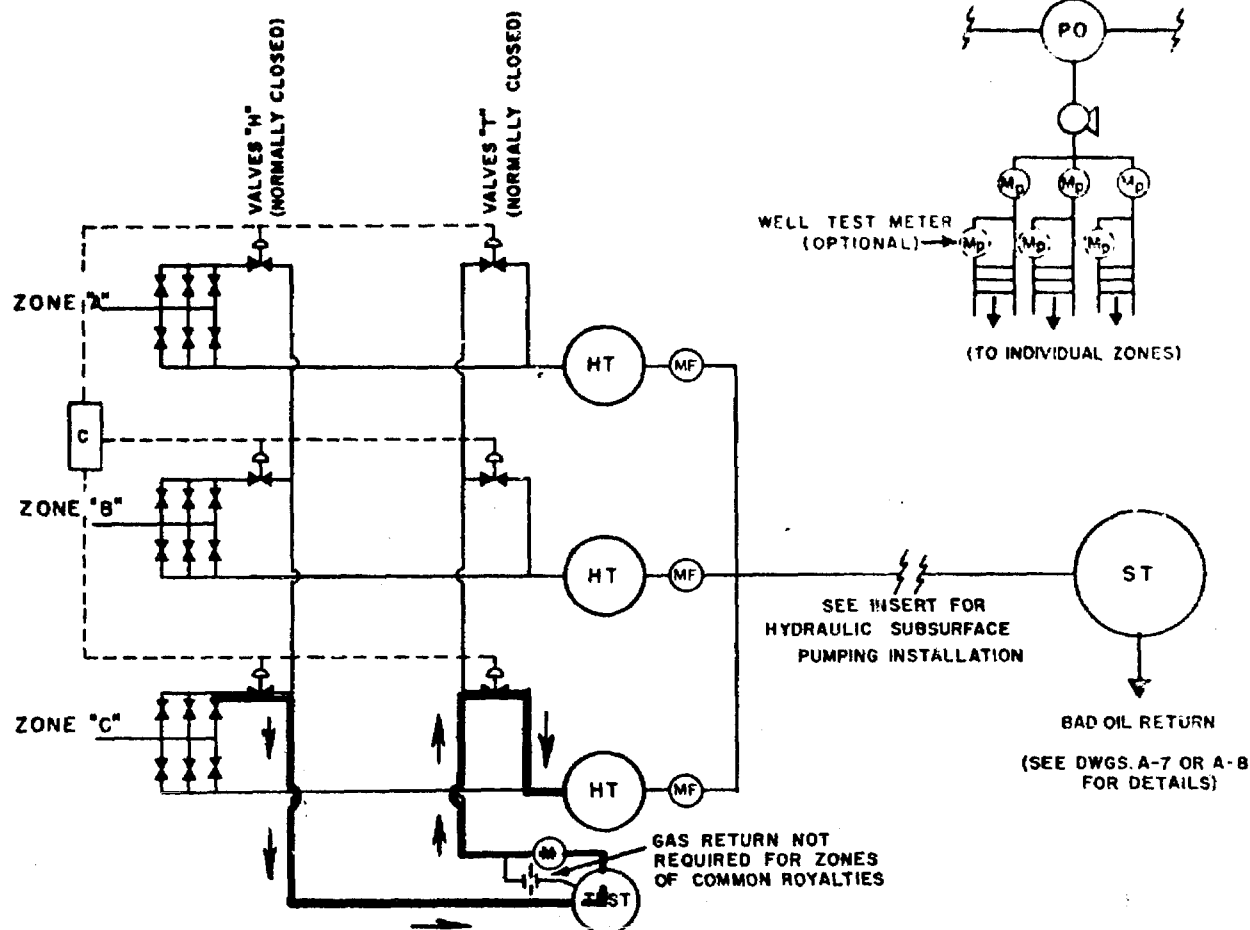 VALVES "H"
(NORMALLY CLOSED)
VALVES "T"
(NORMALLY CLOSED)
PO
Mp
Mp
Mp
WELL TEST METER
(OPTIONAL)
Mp
Mp
Mp
(TO INDIVIDUAL ZONES)
ZONE "A"
HT
MF
C
ZONE "B"
HT
MF
ST
SEE INSERT FOR
HYDRAULIC SUBSURFACE
PUMPING INSTALLATION
ZONE "C"
HT
MF
BAD OIL RETURN
(SEE DWGS. A-7 OR A-8
FOR DETAILS)
M
GAS RETURN NOT
REQUIRED FOR ZONES
OF COMMON ROYALTIES
TEST